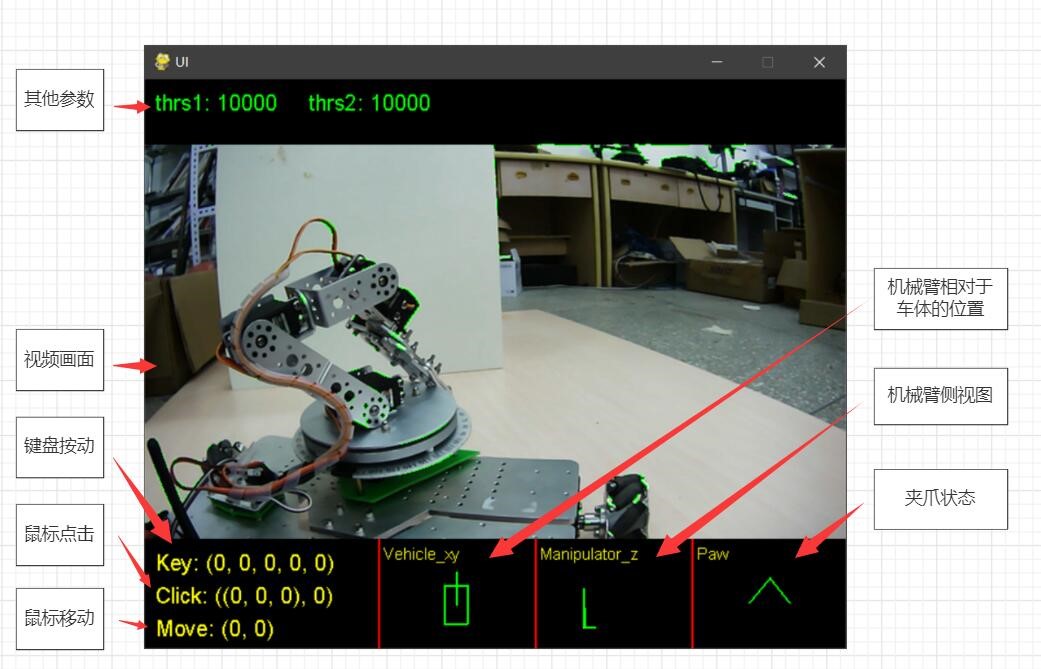 UI
其他参数
thrs1: 10000 thrs2: 10000
机械臂相对于
车体的位置
视频画面
机械臂侧视图
键盘按动
夹爪状态
鼠标点击
鼠标移动
Key: (0, 0, 0, 0, 0)
Click: ((0, 0, 0), 0)
Move: (0, 0)
Vehicle_xy
Manipulator_z
Paw